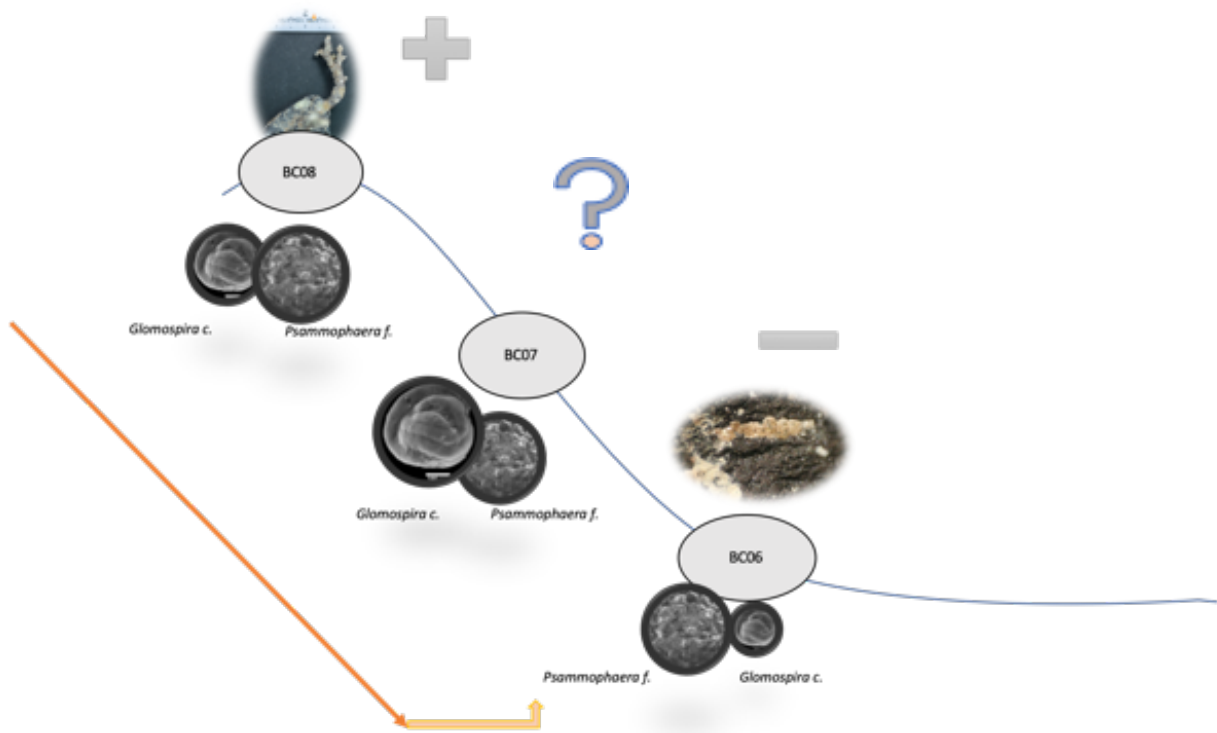 BC08
Glomospira c.
Psammophaera f.
BC07
Glomospira c.
Psammophaera f.
BC06
Psammophaera f.
Glomospira c.